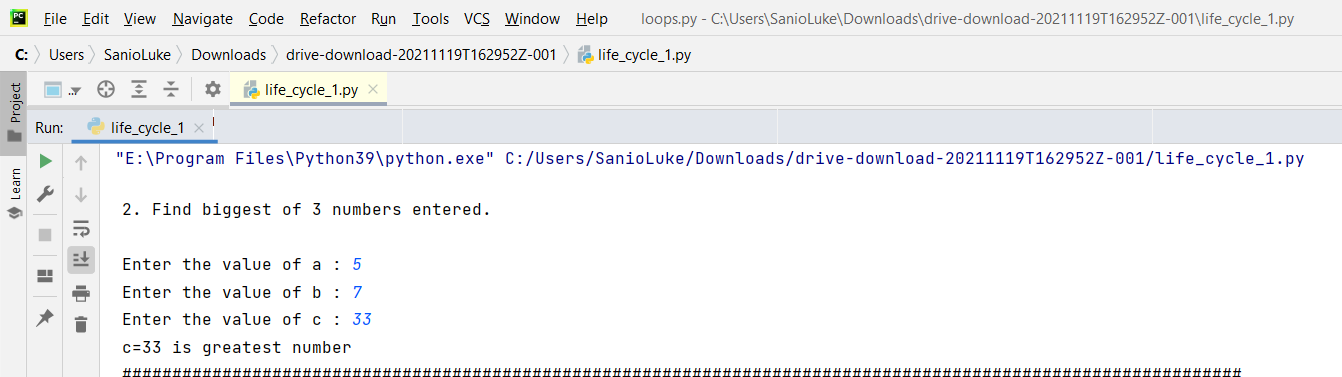 PC File Edit View Navigate Code Refactor Run Tools VCS Window Help loops.py - C:\Users\SanioLuke\Downloads\drive-download-20211119T162952Z-001\life_cycle_1.py
C: Users SanioLuke Downloads drive-download-20211119T162952Z-001 life_cycle_1.py
Project
.. life_cycle_1.py
Run: life_cycle_1
Learn
"E:\Program Files\Python39\python.exe" C:/Users/SanioLuke/Downloads/drive-download-20211119T162952Z-001/life_cycle_1.py
2. Find biggest of 3 numbers entered.
Enter the value of a : 5
Enter the value of b : 7
Enter the value of c : 33
c=33 is greatest number
################################################################################################################